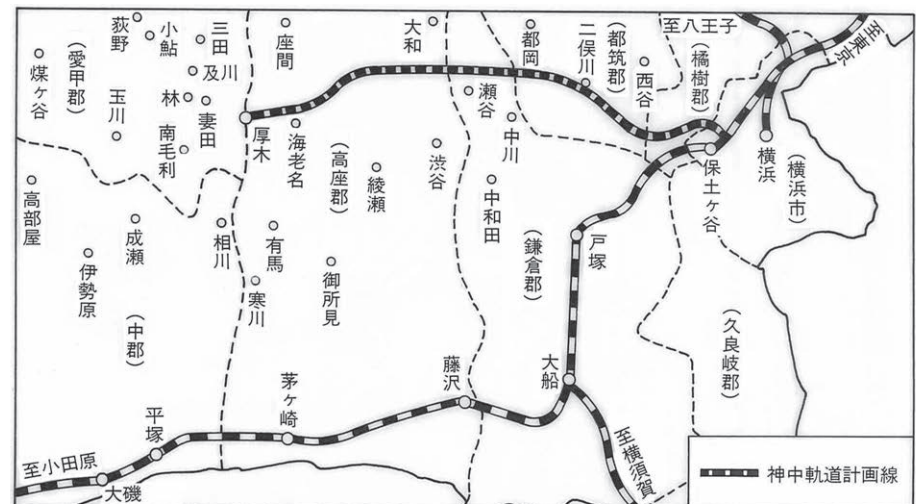 荻野
小鮎
三田
座間
大和
都岡
二俣川
(都筑郡)
至八王子
(橘樹郡)
至東京
煤ヶ谷
(愛甲郡)
玉川
及川
林
妻田
南毛利
厚木
海老名
(高座郡)
綾瀬
渋谷
瀬谷
中川
中和田
西谷
保土ヶ谷
横浜
(横浜市)
高部屋
成瀬
伊勢原
(中郡)
相川
有馬
寒川
御所見
(鎌倉郡)
戸塚
(久良岐郡)
大船
藤沢
茅ヶ崎
平塚
至小田原
大磯
至横須賀
神中軌道計画線